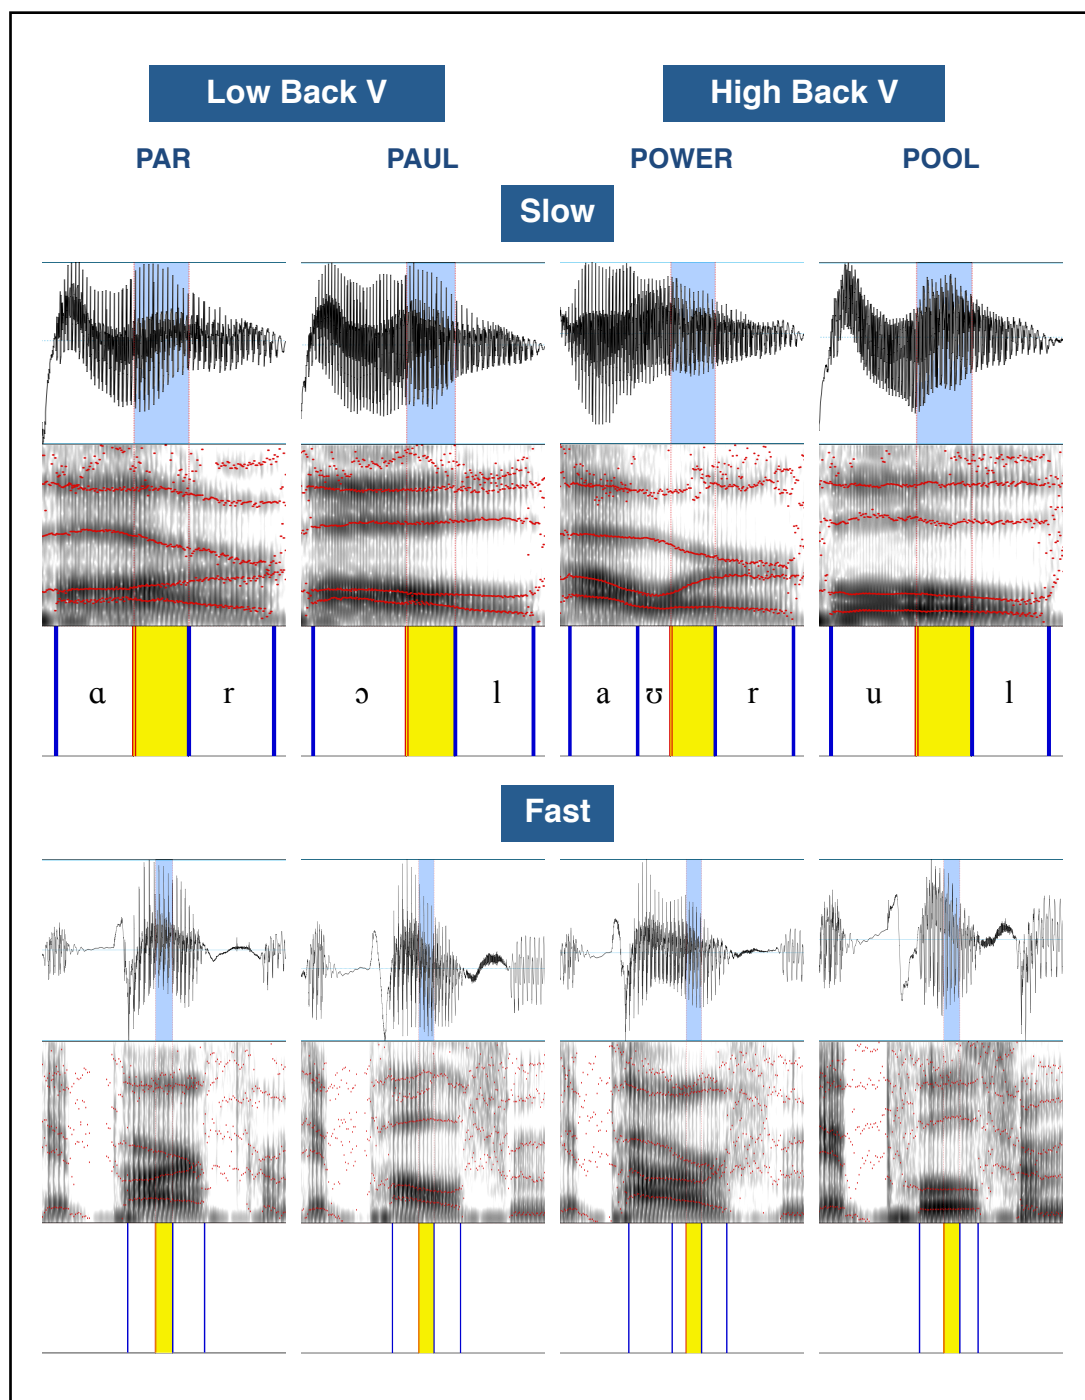 Low Back V High Back V
PAR PAUL POWER POOL
Slow
ɑ r ɔ l a ʊ r u l
Fast